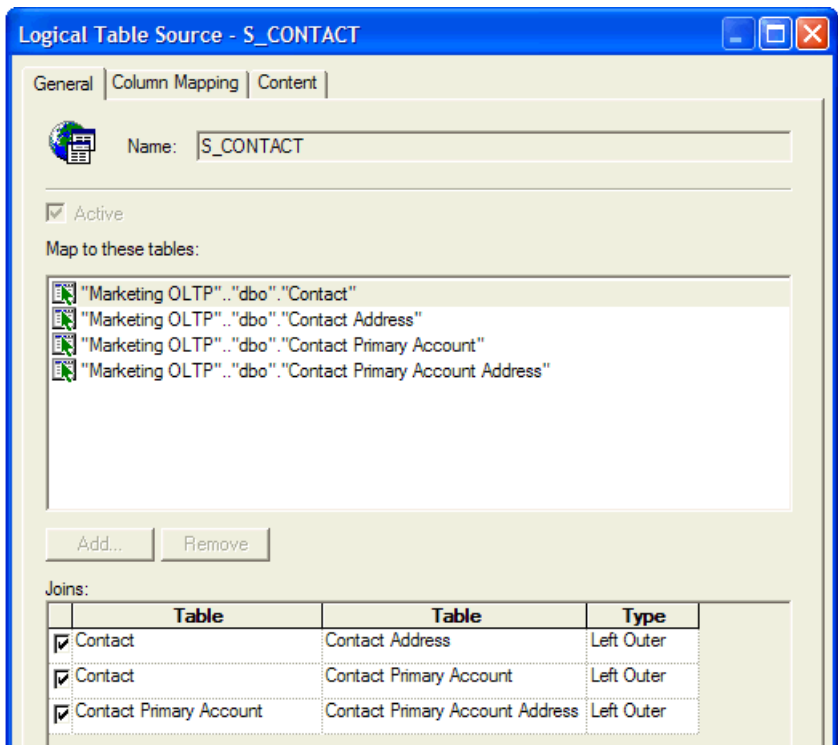 Logical Table Source - S_CONTACT
General Column Mapping Content
Name: S_CONTACT
Active
Map to these tables:
"Marketing OLTP".."dbo"."Contact"
"Marketing OLTP".."dbo"."Contact Address"
"Marketing OLTP".."dbo"."Contact Primary Account"
"Marketing OLTP".."dbo"."Contact Primary Account Address"
Add... Remove
Joins:
Table Table Type
Contact Contact Address Left Outer
Contact Contact Primary Account Left Outer
Contact Primary Account Contact Primary Account Address Left Outer